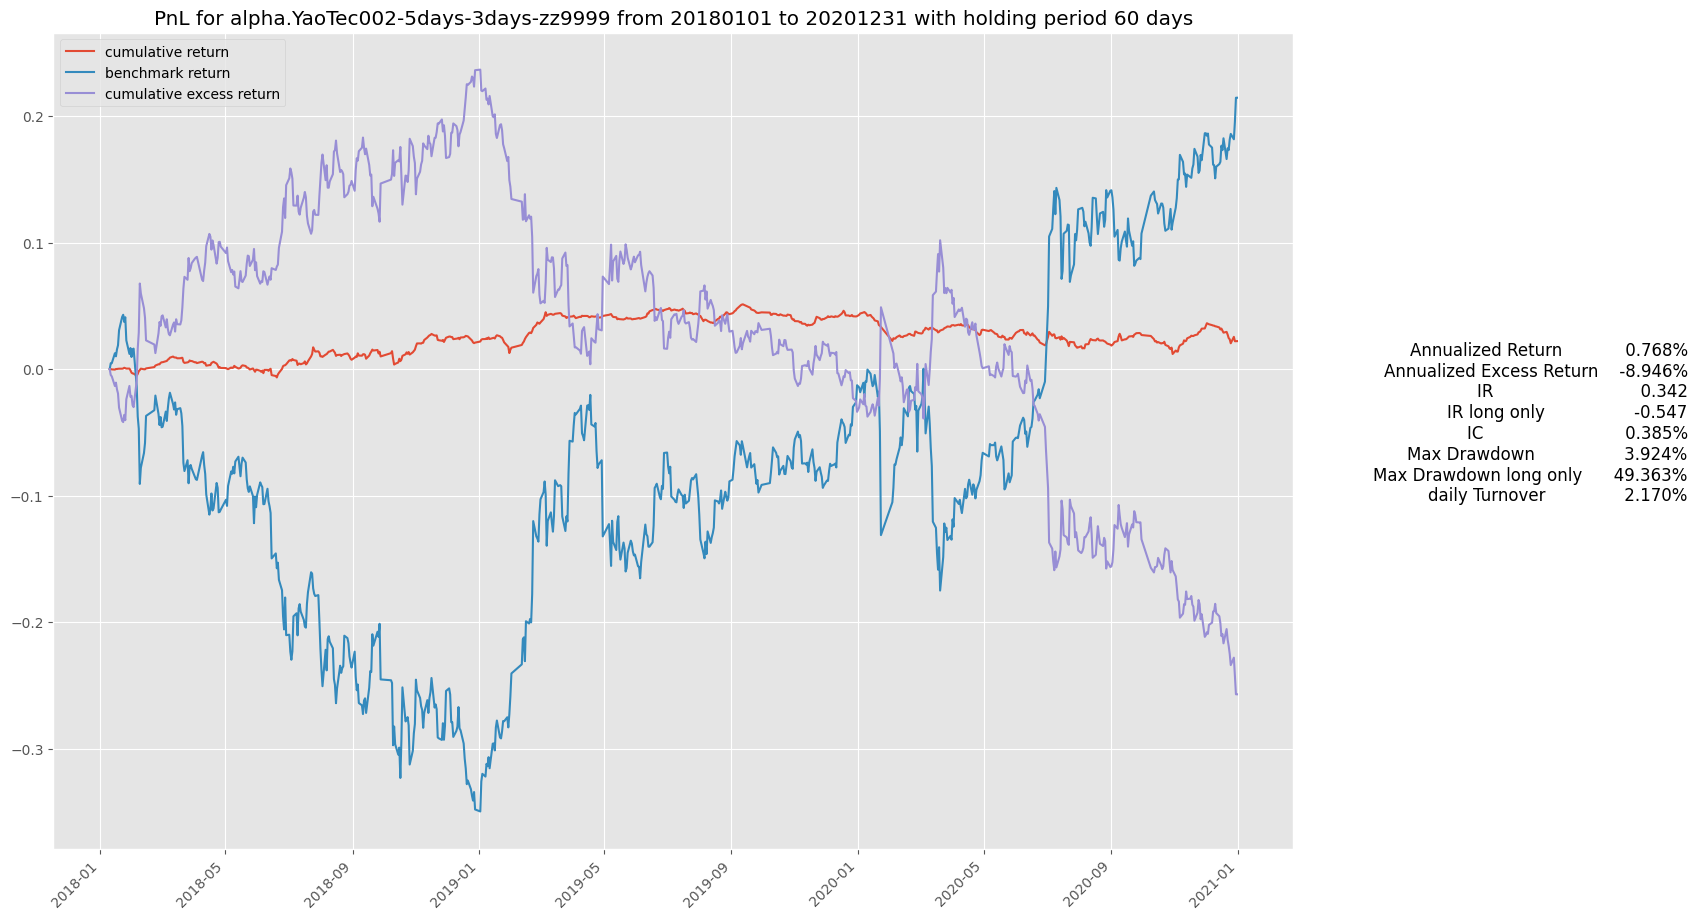 PnL for alpha.YaoTec002-5days-3days-zz9999 from 20180101 to 20201231 with holding period 60 days
cumulative return
benchmark return
cumulative excess return
0.2
0.1
0.0
−0.1
−0.2
−0.3
Annualized Return 0.768%
Annualized Excess Return -8.946%
IR 0.342
IR long only -0.547
IC 0.385%
Max Drawdown 3.924%
Max Drawdown long only 49.363%
daily Turnover 2.170%
2018-01
2018-05
2018-09
2019-01
2019-05
2019-09
2020-01
2020-05
2020-09
2021-01